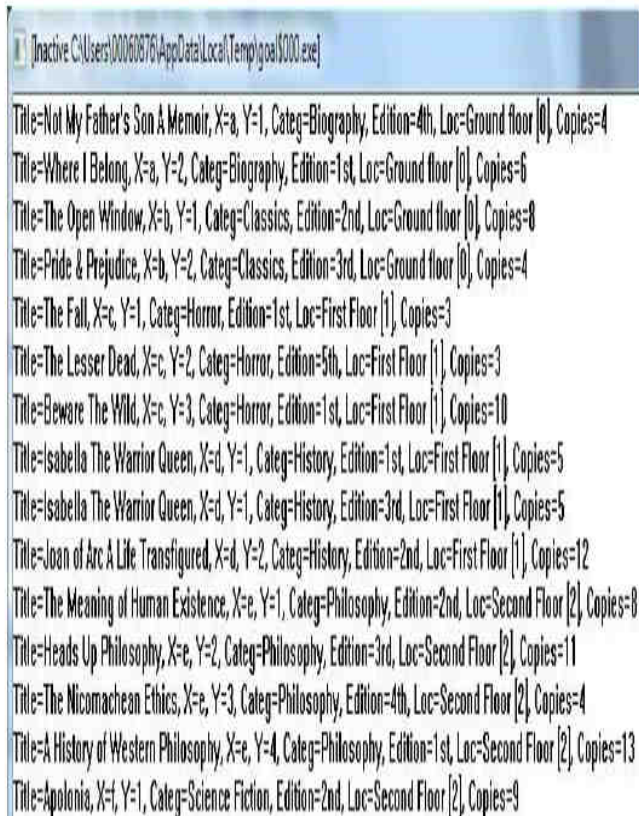 [Inactive C:\Users\00060876\AppData\Local\Temp\goal$000.exe]
Title=Not My Father's Son A Memoir, X=a, Y=1, Categ=Biography, Edition=4th, Loc=Ground floor [0], Copies=4
Title=Where I Belong, X=a, Y=2, Categ=Biography, Edition=1st, Loc=Ground floor [0], Copies=6
Title=The Open Window, X=b, Y=1, Categ=Classics, Edition=2nd, Loc=Ground floor [0], Copies=8
Title=Pride & Prejudice, X=b, Y=2, Categ=Classics, Edition=3rd, Loc=Ground floor [0], Copies=4
Title=The Fall, X=c, Y=1, Categ=Horror, Edition=1st, Loc=First Floor [1], Copies=3
Title=The Lesser Dead, X=c, Y=2, Categ=Horror, Edition=5th, Loc=First Floor [1], Copies=3
Title=Beware The Wild, X=c, Y=3, Categ=Horror, Edition=1st, Loc=First Floor [1], Copies=10
Title=Isabella The Warrior Queen, X=d, Y=1, Categ=History, Edition=1st, Loc=First Floor [1], Copies=5
Title=Isabella The Warrior Queen, X=d, Y=1, Categ=History, Edition=3rd, Loc=First Floor [1], Copies=5
Title=Joan of Arc A Life Transfigured, X=d, Y=2, Categ=History, Edition=2nd, Loc=First Floor [1], Copies=12
Title=The Meaning of Human Existence, X=e, Y=1, Categ=Philosophy, Edition=2nd, Loc=Second Floor [2], Copies=8
Title=Heads Up Philosophy, X=e, Y=2, Categ=Philosophy, Edition=3rd, Loc=Second Floor [2], Copies=11
Title=The Nicomachean Ethics, X=e, Y=3, Categ=Philosophy, Edition=4th, Loc=Second Floor [2], Copies=4
Title=A History of Western Philosophy, X=e, Y=4, Categ=Philosophy, Edition=1st, Loc=Second Floor [2], Copies=13
Title=Apolonia, X=f, Y=1, Categ=Science Fiction, Edition=2nd, Loc=Second Floor [2], Copies=9